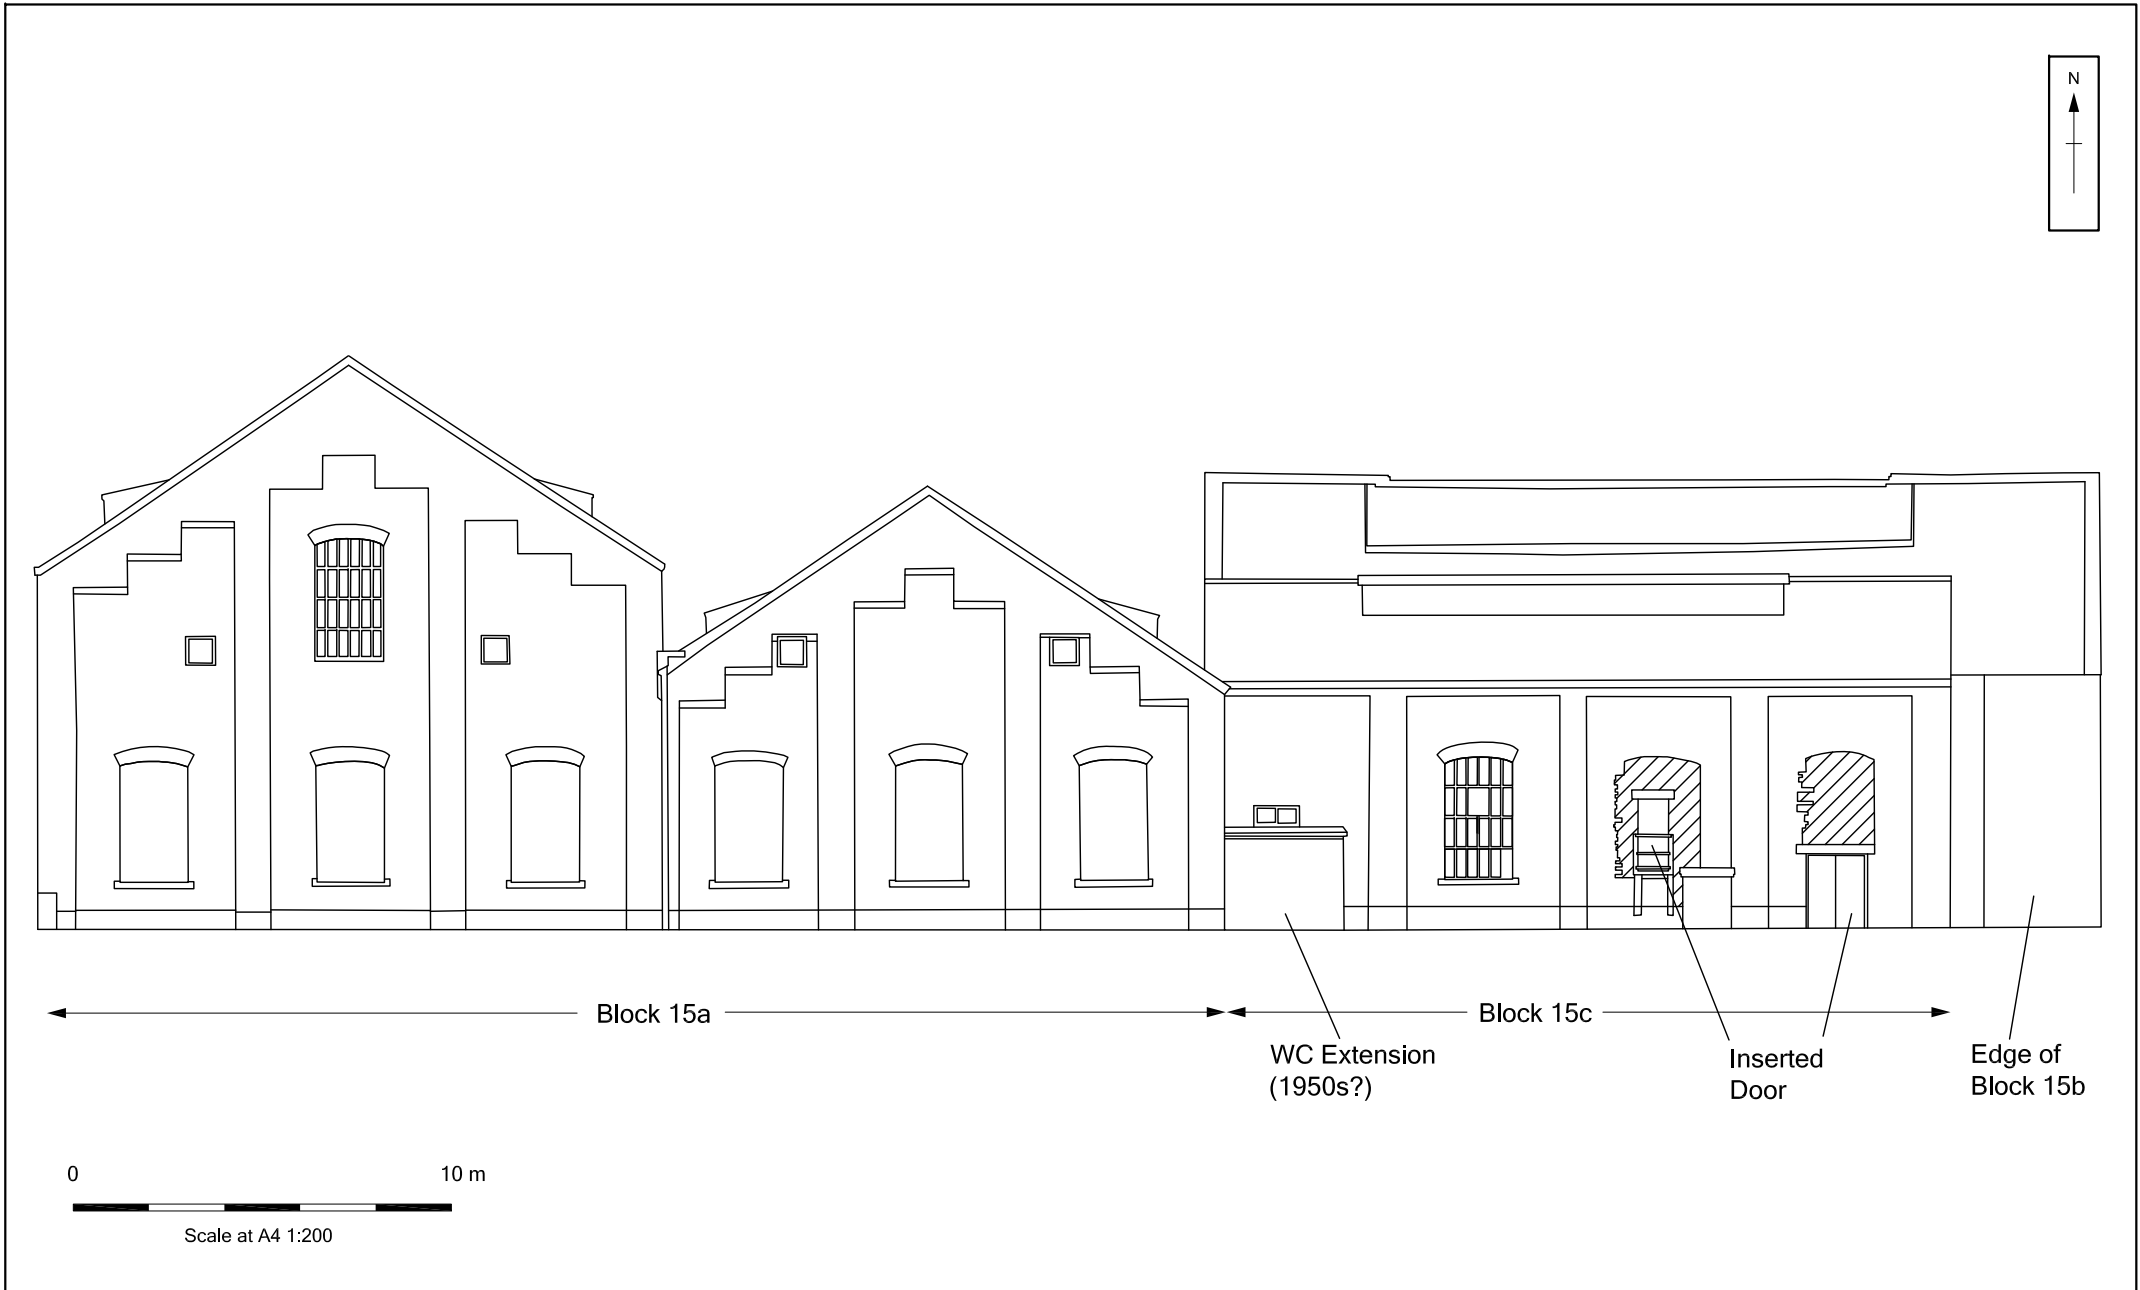 N
Block 15a
Block 15c
WC Extension
(1950s?)
Inserted
Door
Edge of
Block 15b
0
10 m
Scale at A4 1:200